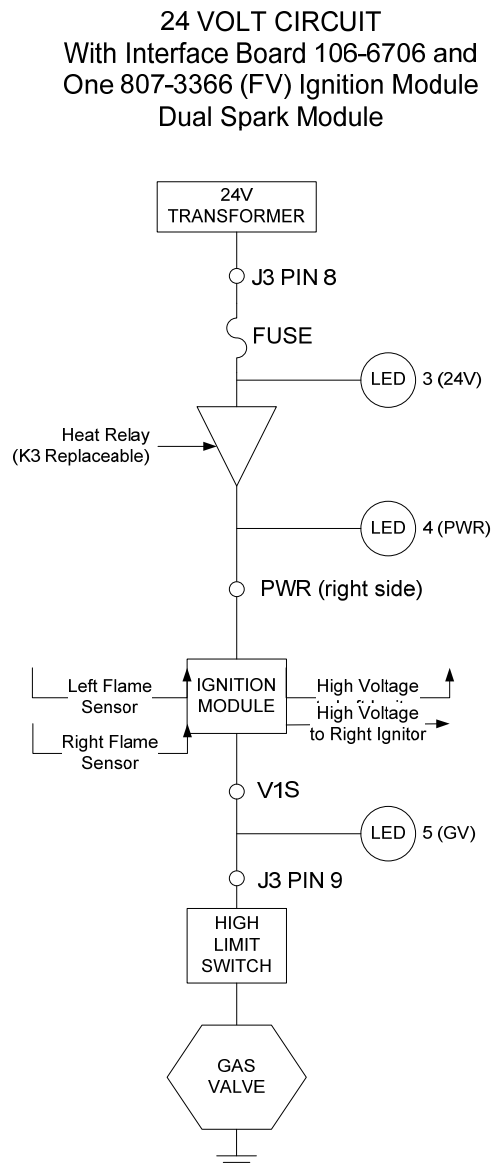 24 VOLT CIRCUIT
With Interface Board 106-6706 and
One 807-3366 (FV) Ignition Module
Dual Spark Module
24V
TRANSFORMER
J3 PIN 8
FUSE
LED 3 (24V)
Heat Relay
(K3 Replaceable)
LED 4 (PWR)
PWR (right side)
Left Flame
Sensor
IGNITION
MODULE
High Voltage
Right Flame
Sensor
High Voltage
to Right Ignitor
V1S
LED 5 (GV)
J3 PIN 9
HIGH
LIMIT
SWITCH
GAS
VALVE